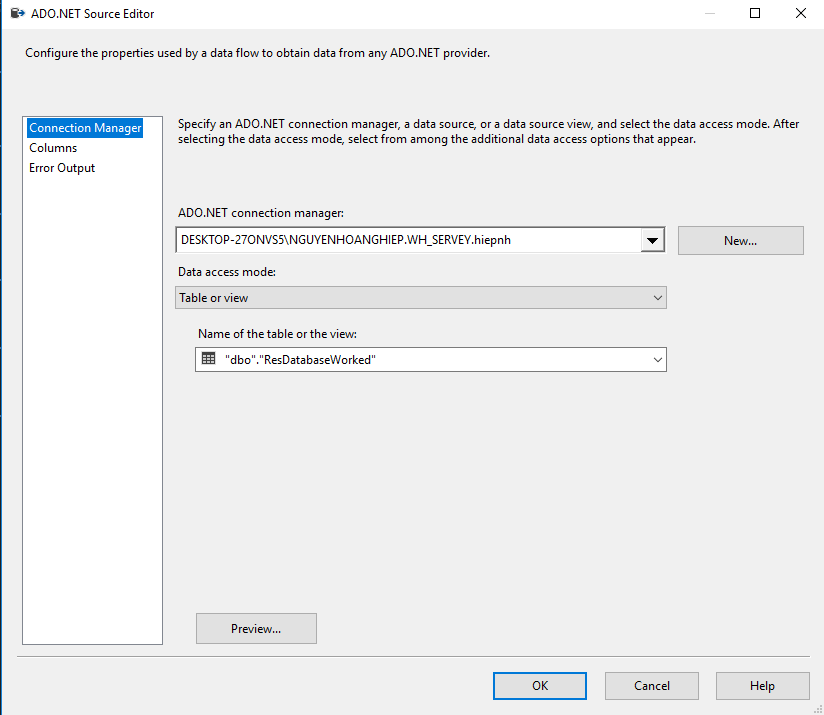 ADO.NET Source Editor
Configure the properties used by a data flow to obtain data from any ADO.NET provider.
Connection Manager
Columns
Error Output
Specify an ADO.NET connection manager, a data source, or a data source view, and select the data access mode. After
selecting the data access mode, select from among the additional data access options that appear.
ADO.NET connection manager:
DESKTOP-27ONVS5\NGUYENHOANGHIEP.WH_SERVEY.hiepnh
New...
Data access mode:
Table or view
Name of the table or the view:
"dbo"."ResDatabaseWorked"
Preview...
OK
Cancel
Help